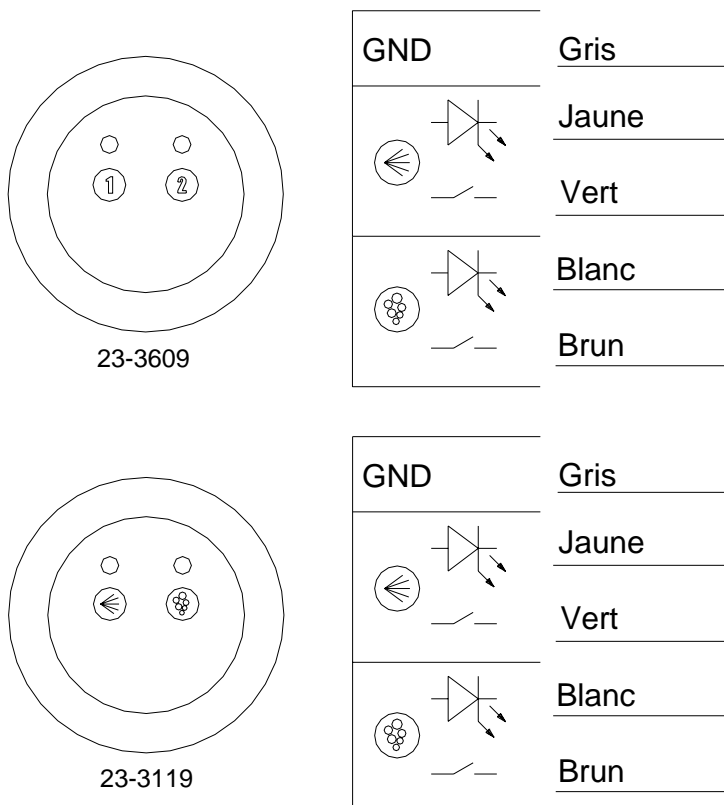 GND Gris
Jaune
1 2
Vert
Blanc
Brun
23-3609
GND Gris
Jaune
Vert
Blanc
Brun
23-3119